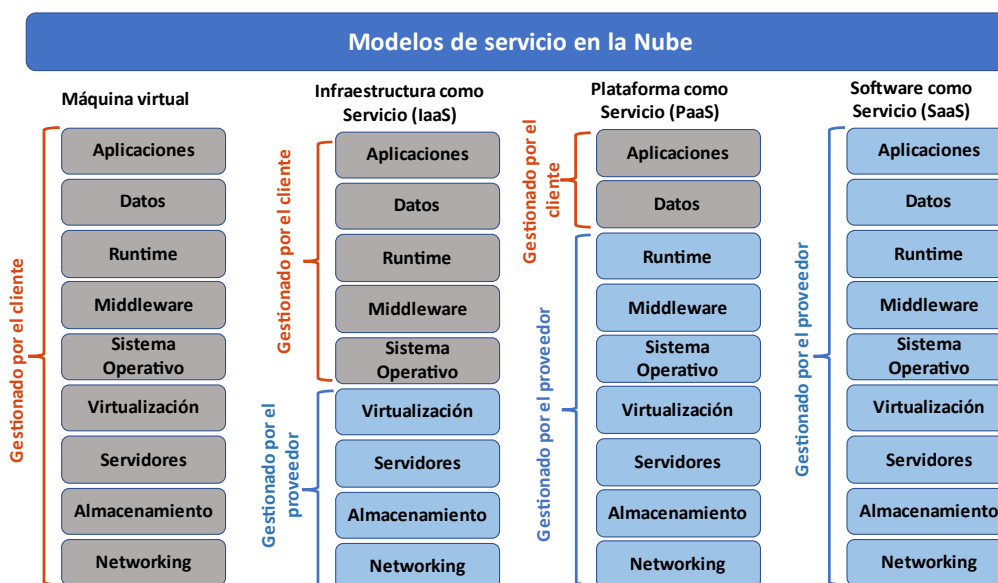 Modelos de servicio en la Nube
Máquina virtual
Gestionado por el cliente
Aplicaciones
Datos
Runtime
Middleware
Sistema
Operativo
Virtualización
Servidores
Almacenamiento
Networking
Infraestructura como
Servicio (IaaS)
Gestionado por el cliente
Aplicaciones
Datos
Runtime
Middleware
Sistema
Operativo
Gestionado por el
proveedor
Virtualización
Servidores
Almacenamiento
Networking
Plataforma como
Servicio (PaaS)
Gestionado por el
cliente
Aplicaciones
Datos
Gestionado por el proveedor
Runtime
Middleware
Sistema
Operativo
Virtualización
Servidores
Almacenamiento
Networking
Software como
Servicio (SaaS)
Gestionado por el proveedor
Aplicaciones
Datos
Runtime
Middleware
Sistema
Operativo
Virtualización
Servidores
Almacenamiento
Networking